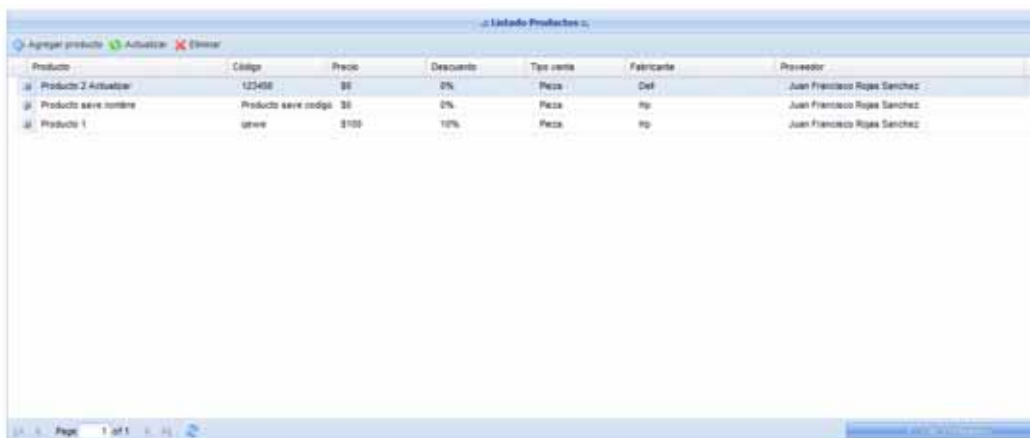 .: Listado Productos :.
Agregar producto Actualizar Eliminar
Producto Código Precio Descuento Tipo venta Fabricante Proveedor
Producto 2 Actualizar 123456 $0 0% Pieza Dell Juan Francisco Rojas Sanchez
Producto save nombre Producto save codigo $0 0% Pieza Hp Juan Francisco Rojas Sanchez
Producto 1 $100 10% Pieza Hp Juan Francisco Rojas Sanchez
Page 1 of 1